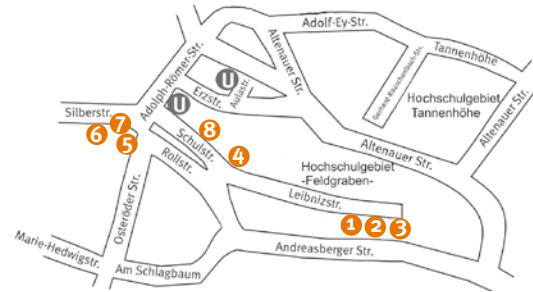 Adolf-Ey-Str.
Adolph-Römer-Str.
Altenauer Str.
Tannenhöhe
Gerhard-Rauschenbach-Str.
U
Aulastr.
Hochschulgebiet
Tannenhöhe
Altenauer Str.
U
Erzstr.
Silberstr.
6
7
5
8
Schulstr.
4
Rollstr.
Altenauer Str.
Hochschulgebiet
-Feldgraben-
Leibnizstr.
1
2
3
Osteröder Str.
Marie-Hedwigstr.
Am Schlagbaum
Andreasberger Str.